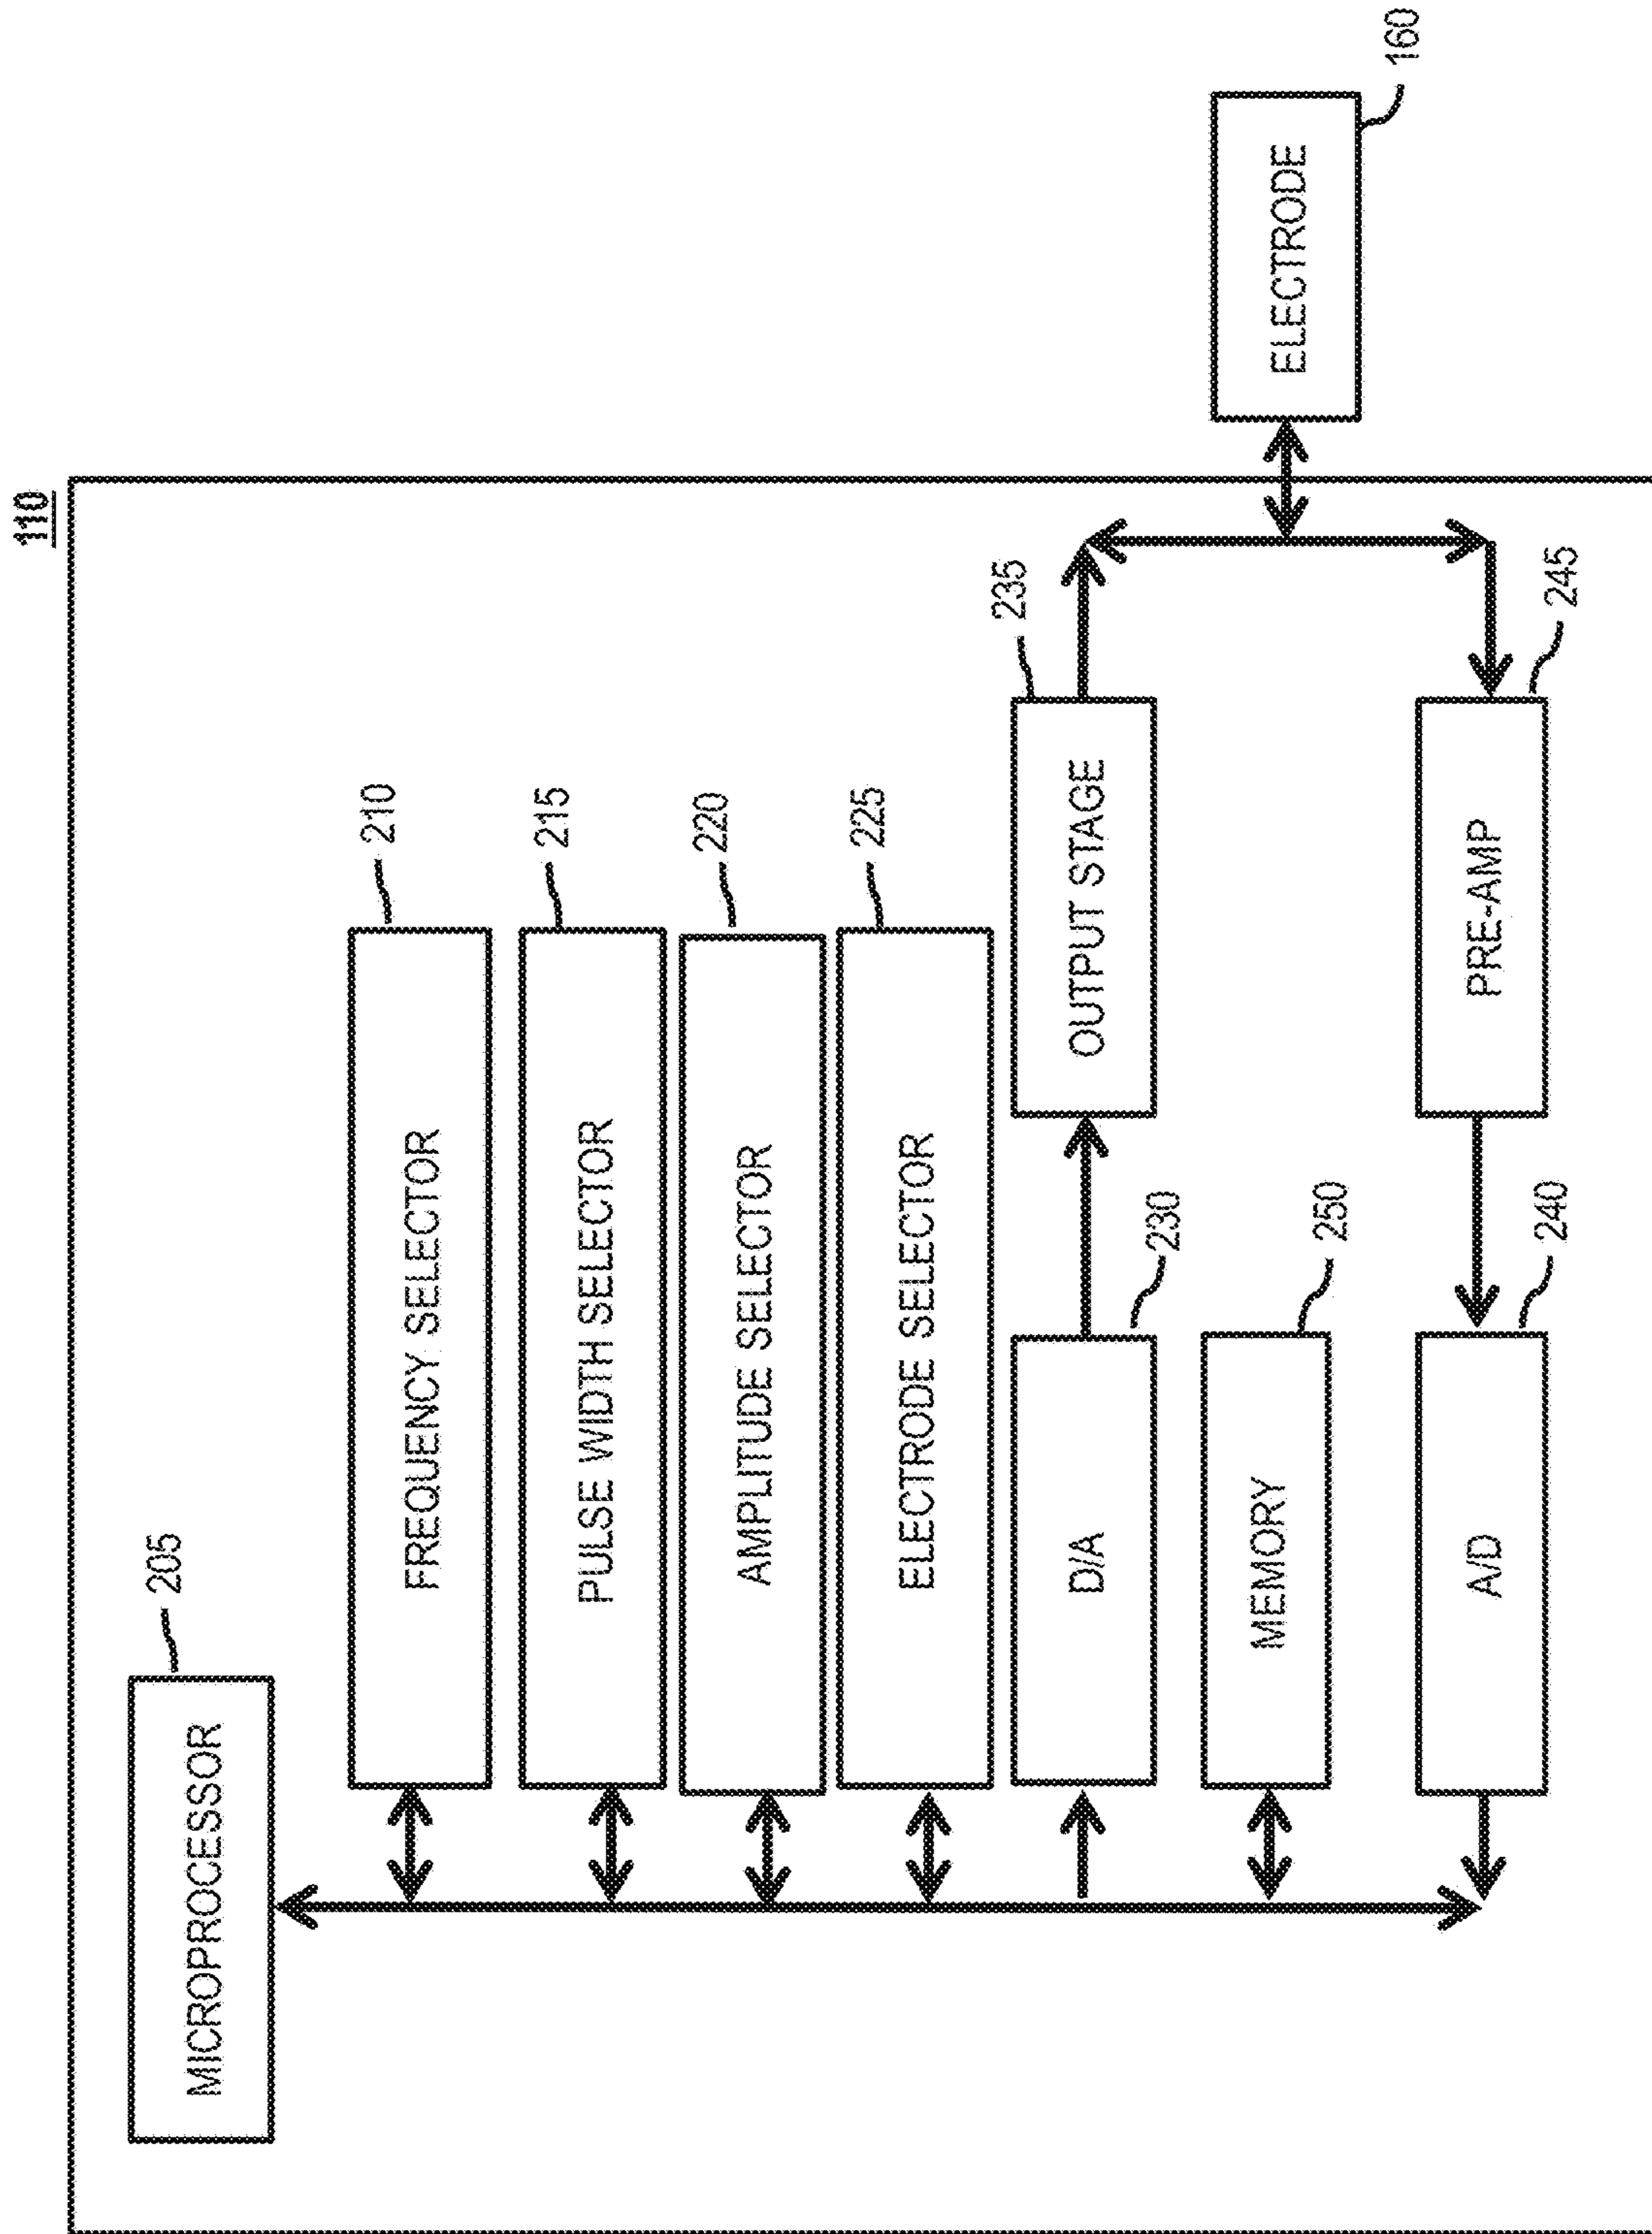 110
MICROPROCESSOR
205
FREQUENCY SELECTOR
210
PULSE WIDTH SELECTOR
215
AMPLITUDE SELECTOR
220
ELECTRODE SELECTOR
225
D/A
230
OUTPUT STAGE
235
MEMORY
250
A/D
240
PRE-AMP
245
ELECTRODE
160